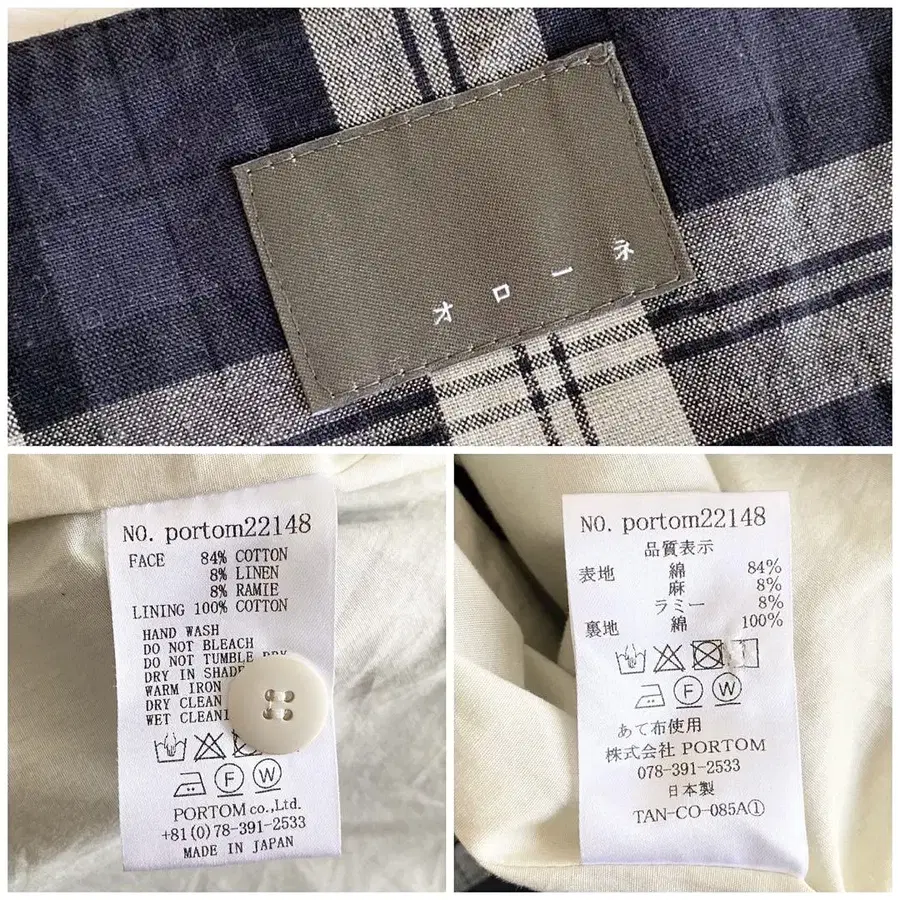 オローネ
NO. portom22148
FACE 84% COTTON
8% LINEN
8% RAMIE
LINING 100% COTTON
HAND WASH
DO NOT BLEACH
DO NOT TUMBLE DRY
DRY IN SHADE
WARM IRON
DRY CLEAN
WET CLEAN
F W
PORTOM co.,Ltd.
+81(0)78-391-2533
MADE IN JAPAN
NO. portom22148
品質表示
表地 綿 84%
麻 8%
ラミー 8%
裏地 綿 100%
F W
あて布使用
株式会社 PORTOM
078-391-2533
日本製
TAN-CO-085A①